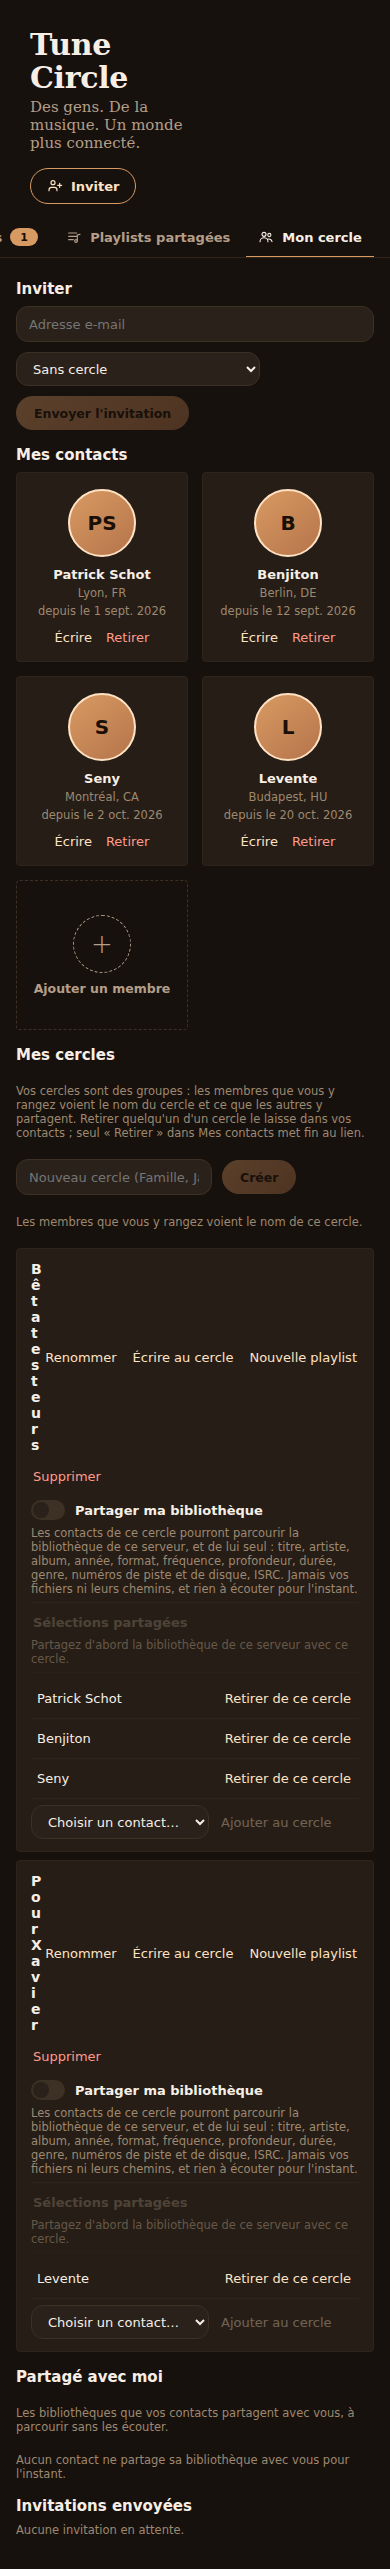 Tune
Circle
Des gens. De la
musique. Un monde
plus connecté.
Inviter
s 1 Playlists partagées Mon cercle
Inviter
Adresse e-mail
Sans cercle
Envoyer l'invitation
Mes contacts
PS B
Patrick Schot Benjiton
Lyon, FR Berlin, DE
depuis le 1 sept. 2026 depuis le 12 sept. 2026
Écrire Retirer Écrire Retirer
S L
Seny Levente
Montréal, CA Budapest, HU
depuis le 2 oct. 2026 depuis le 20 oct. 2026
Écrire Retirer Écrire Retirer
Ajouter un membre
Mes cercles
Vos cercles sont des groupes : les membres que vous y
rangez voient le nom du cercle et ce que les autres y
partagent. Retirer quelqu'un d'un cercle le laisse dans vos
contacts ; seul « Retirer » dans Mes contacts met fin au lien.
Nouveau cercle (Famille, Ja Créer
Les membres que vous y rangez voient le nom de ce cercle.
Bêta testeurs Renommer Écrire au cercle Nouvelle playlist
Supprimer
Partager ma bibliothèque
Les contacts de ce cercle pourront parcourir la
bibliothèque de ce serveur, et de lui seul : titre, artiste,
album, année, format, fréquence, profondeur, durée,
genre, numéros de piste et de disque, ISRC. Jamais vos
fichiers ni leurs chemins, et rien à écouter pour l'instant.
Sélections partagées
Partagez d'abord la bibliothèque de ce serveur avec ce
cercle.
Patrick Schot Retirer de ce cercle
Benjiton Retirer de ce cercle
Seny Retirer de ce cercle
Choisir un contact… Ajouter au cercle
Pour Xavier Renommer Écrire au cercle Nouvelle playlist
Supprimer
Partager ma bibliothèque
Les contacts de ce cercle pourront parcourir la
bibliothèque de ce serveur, et de lui seul : titre, artiste,
album, année, format, fréquence, profondeur, durée,
genre, numéros de piste et de disque, ISRC. Jamais vos
fichiers ni leurs chemins, et rien à écouter pour l'instant.
Sélections partagées
Partagez d'abord la bibliothèque de ce serveur avec ce
cercle.
Levente Retirer de ce cercle
Choisir un contact… Ajouter au cercle
Partagé avec moi
Les bibliothèques que vos contacts partagent avec vous, à
parcourir sans les écouter.
Aucun contact ne partage sa bibliothèque avec vous pour
l'instant.
Invitations envoyées
Aucune invitation en attente.